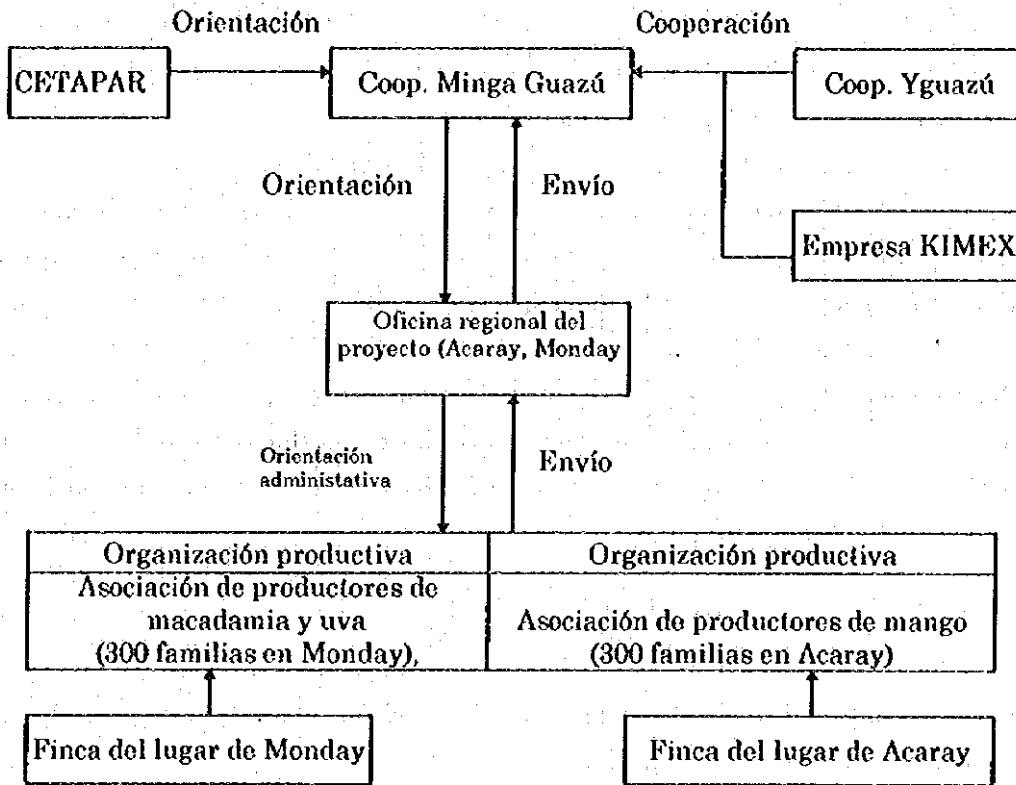 Orientación
Cooperación
CETAPAR
Coop. Minga Guazú
Coop. Yguazú
Orientación
Envío
Empresa KIMEX
Oficina regional del
proyecto (Acaray, Monday
Orientación
administativa
Envío
Organización productiva
Organización productiva
Asociación de productores de
macadamia y uva
(300 familias en Monday),
Asociación de productores de mango
(300 familias en Acaray)
Finca del lugar de Monday
Finca del lugar de Acaray